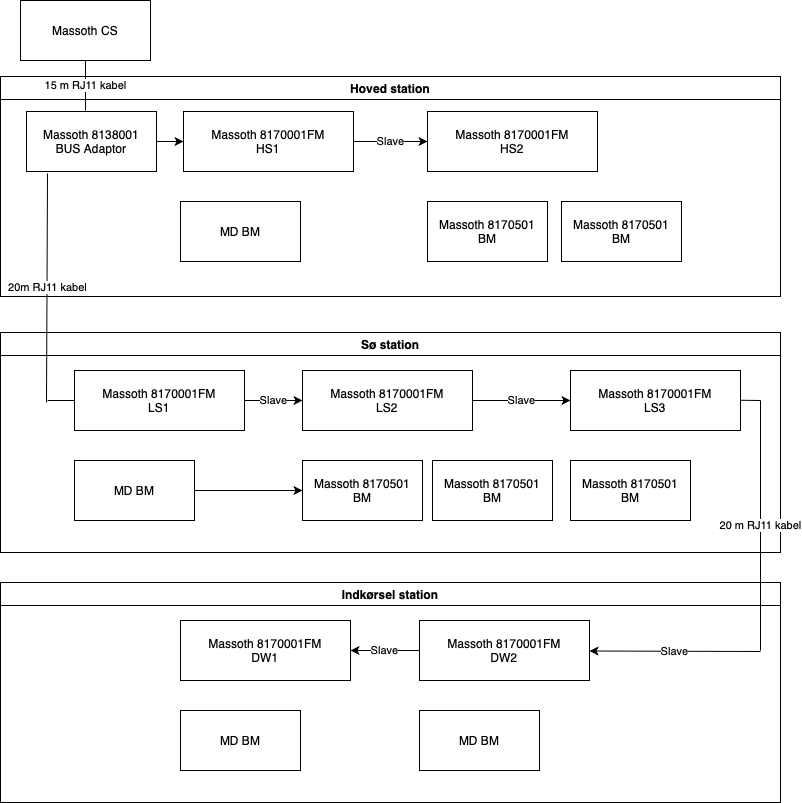 Massoth CS
15 m RJ11 kabel
Hoved station
Massoth 8138001
BUS Adaptor
Massoth 8170001FM
HS1
Slave
Massoth 8170001FM
HS2
MD BM
Massoth 8170501
BM
Massoth 8170501
BM
20m RJ11 kabel
Sø station
Massoth 8170001FM
LS1
Slave
Massoth 8170001FM
LS2
Slave
Massoth 8170001FM
LS3
MD BM
Massoth 8170501
BM
Massoth 8170501
BM
Massoth 8170501
BM
20 m RJ11 kabel
Indkørsel station
Massoth 8170001FM
DW1
Slave
Massoth 8170001FM
DW2
Slave
MD BM
MD BM